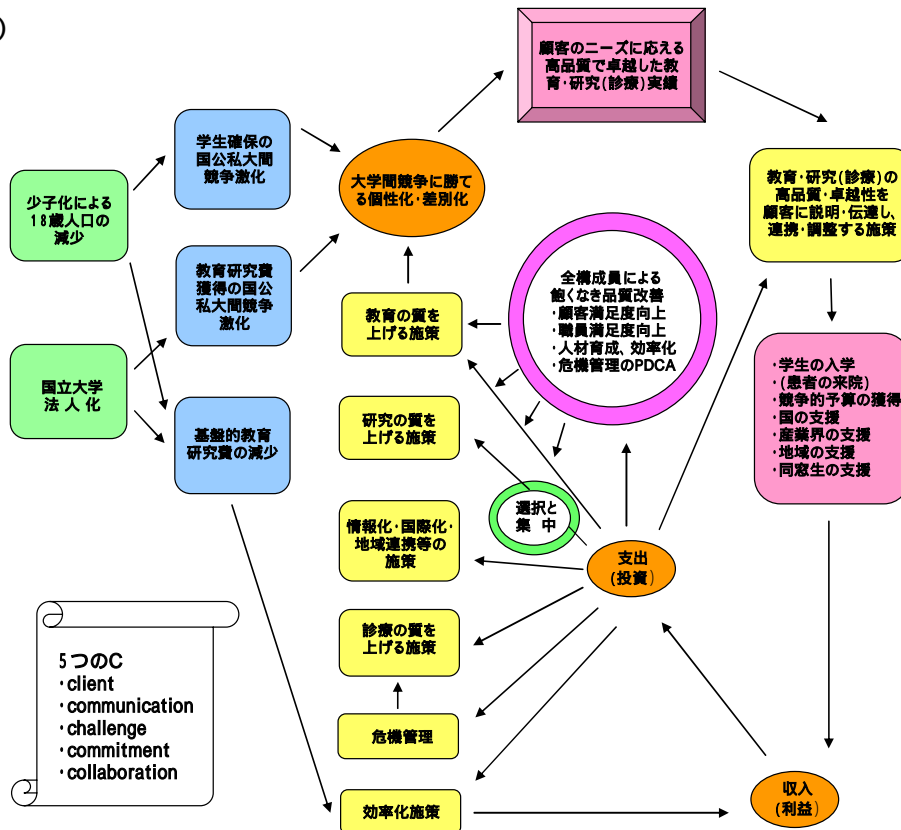 )
顧客のニーズに応える
高品質で卓越した教
育・研究(診療)実績
学生確保の
国公私大間
競争激化
大学間競争に勝て
る個性化・差別化
教育・研究(診療)の
高品質・卓越性を
顧客に説明・伝達し、
連携・調整する施策
少子化による
18歳人口の
減少
教育研究費
獲得の国公
私大間競争
激化
全構成員による
飽くなき品質改善
・顧客満足度向上
・職員満足度向上
・人材育成、効率化
・危機管理のPDCA
教育の質を
上げる施策
国立大学
法人化
・学生の入学
・(患者の来院)
・競争的予算の獲得
・国の支援
・産業界の支援
・地域の支援
・同窓生の支援
基盤的教育
研究費の減少
研究の質を
上げる施策
選択と
集 中
情報化・国際化・
地域連携等の
施策
支出
(投資)
診療の質を
上げる施策
5つのC
・client
・communication
・challenge
・commitment
・collaboration
危機管理
効率化施策
収入
(利益)